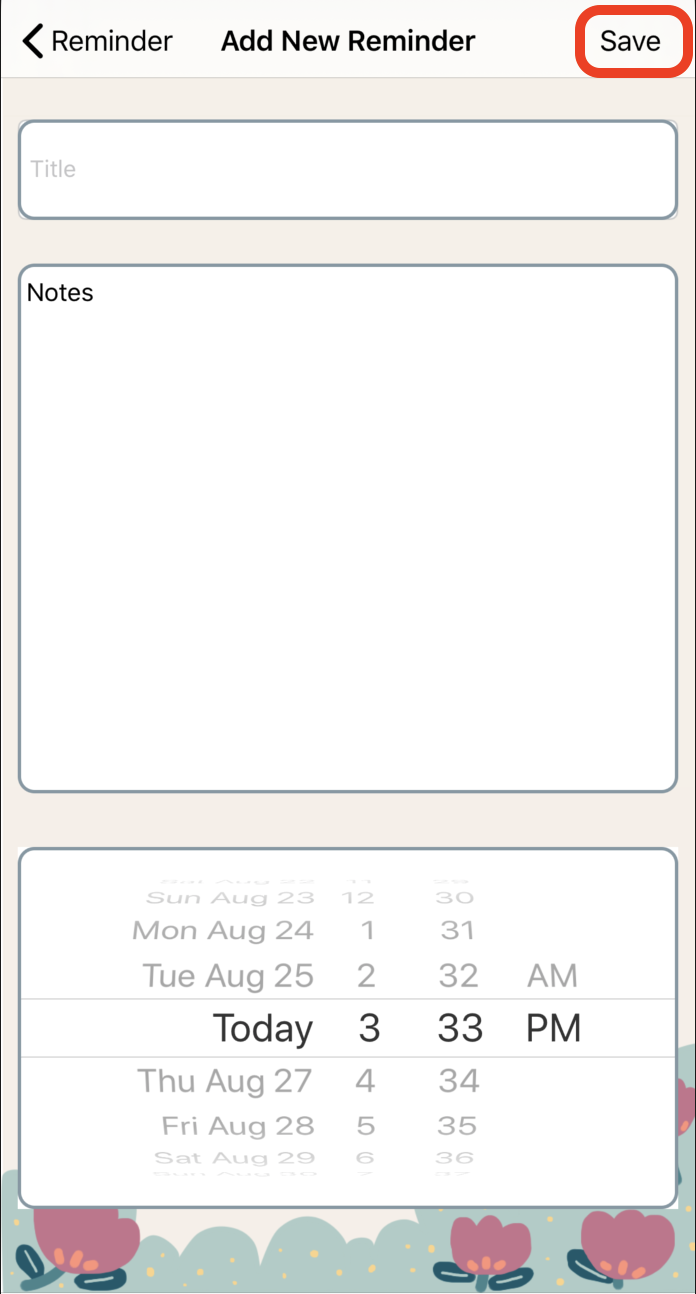 Reminder Add New Reminder Save
Title
Notes
Sun Aug 23 12 30
Mon Aug 24 1 31
Tue Aug 25 2 32 AM
Today 3 33 PM
Thu Aug 27 4 34
Fri Aug 28 5 35
Sat Aug 29 6 36